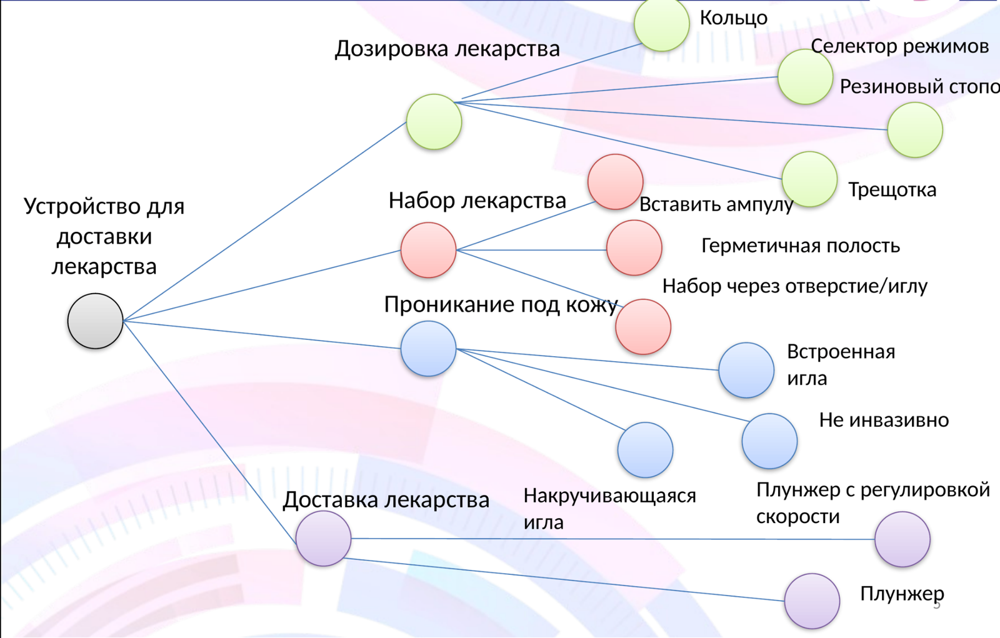 Кольцо
Дозировка лекарства
Селектор режимов
Резиновый стопо
Трещотка
Устройство для
доставки
лекарства
Набор лекарства
Вставить ампулу
Герметичная полость
Набор через отверстие/иглу
Проникание под кожу
Встроенная
игла
Не инвазивно
Накручивающаяся
игла
Доставка лекарства
Плунжер с регулировкой
скорости
Плунжер
5